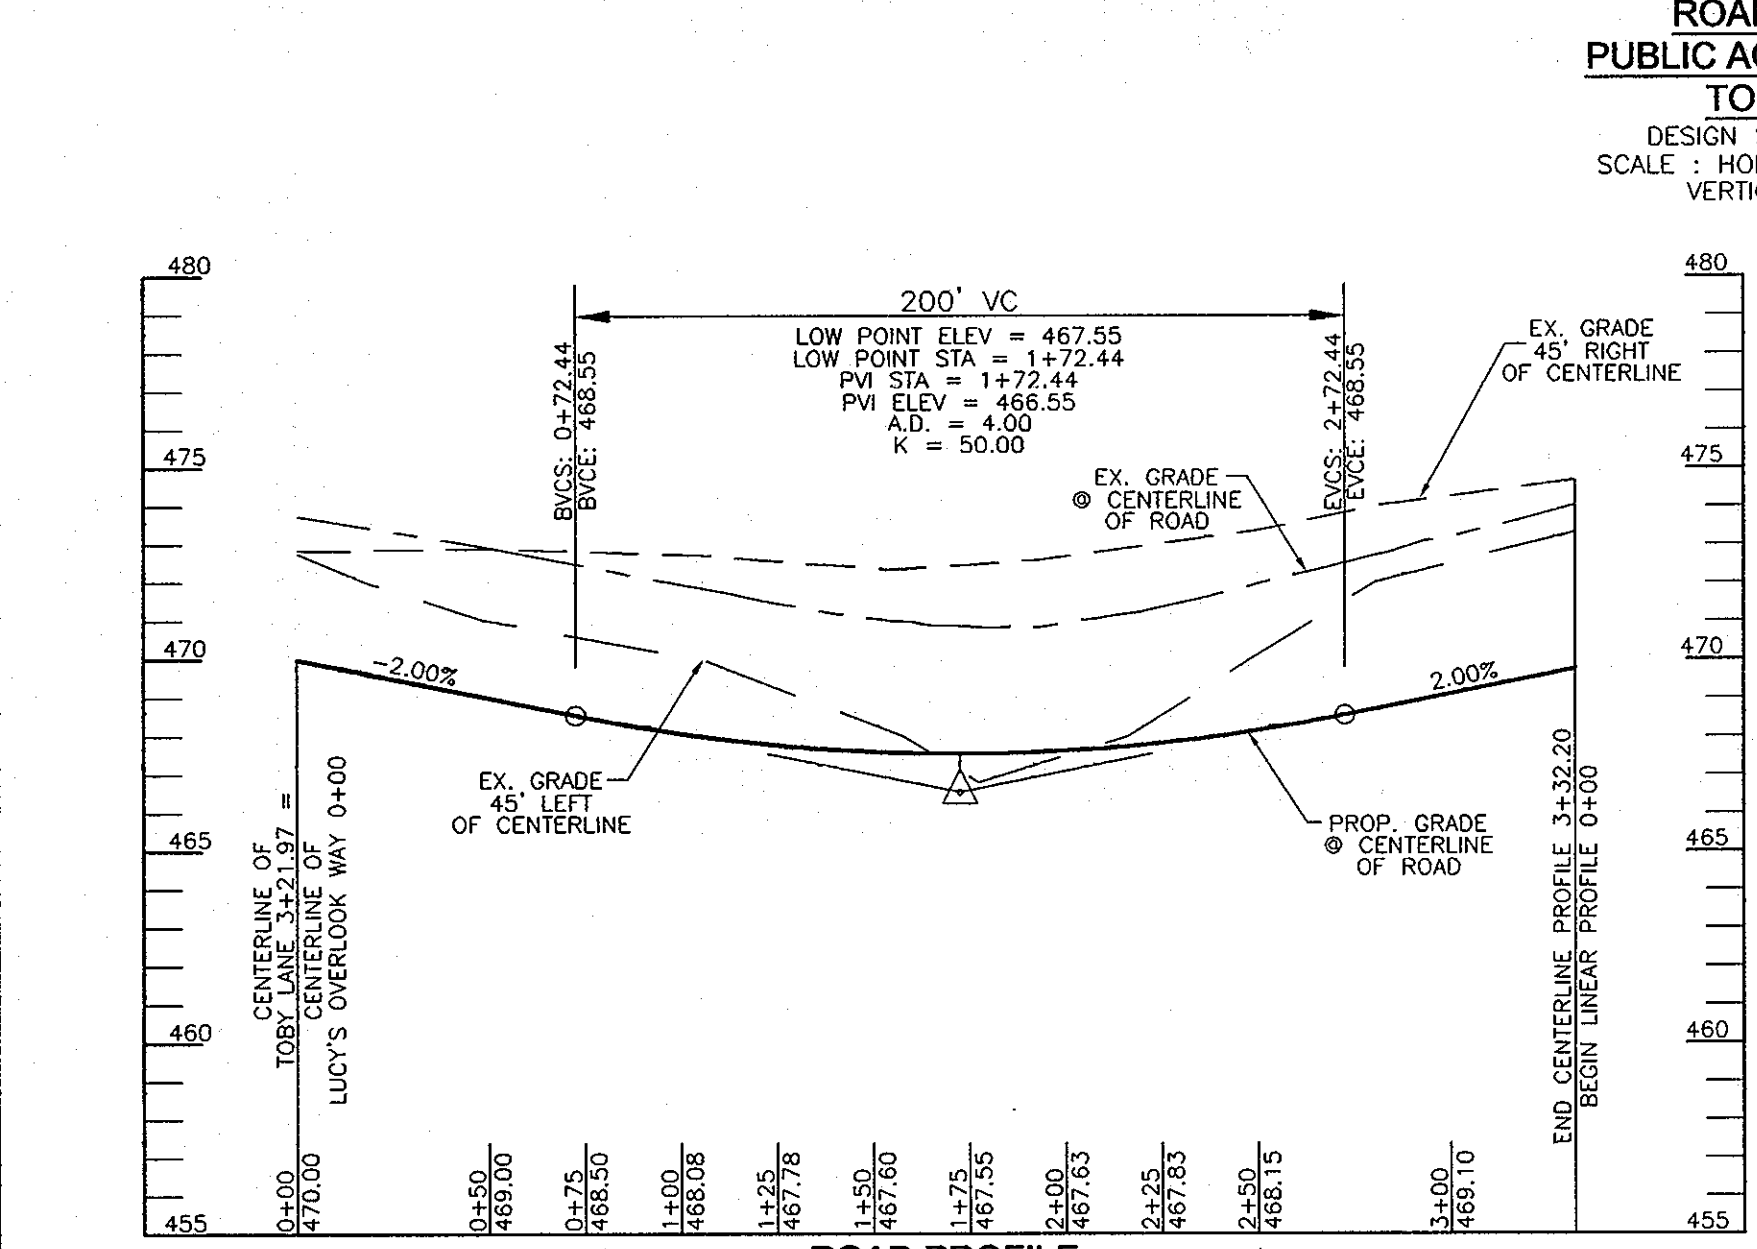 ROAD
PUBLIC AC
TO
DESIGN
SCALE : HO
VERTI
480
475
470
465
460
455
480
475
470
465
460
455
200' VC
LOW POINT ELEV = 467.55
LOW POINT STA = 1+72.44
PVI STA = 1+72.44
PVI ELEV = 466.55
A.D. = 4.00
K = 50.00
BVCS: 0+72.44
BVCE: 468.55
EVCS: 2+72.44
EVCE: 468.55
EX. GRADE
45' RIGHT
OF CENTERLINE
EX. GRADE
@ CENTERLINE
OF ROAD
-2.00%
2.00%
EX. GRADE
45' LEFT
OF CENTERLINE
PROP. GRADE
@ CENTERLINE
OF ROAD
CENTERLINE OF
TOBY LANE 3+21.97 =
CENTERLINE OF
LUCY'S OVERLOOK WAY 0+00
END CENTERLINE PROFILE 3+32.20
BEGIN LINEAR PROFILE 0+00
0+00
470.00
0+50
469.00
0+75
468.50
1+00
468.08
1+25
467.78
1+50
467.60
1+75
467.55
2+00
467.63
2+25
467.83
2+50
468.15
3+00
469.10
ROAD PROFILE